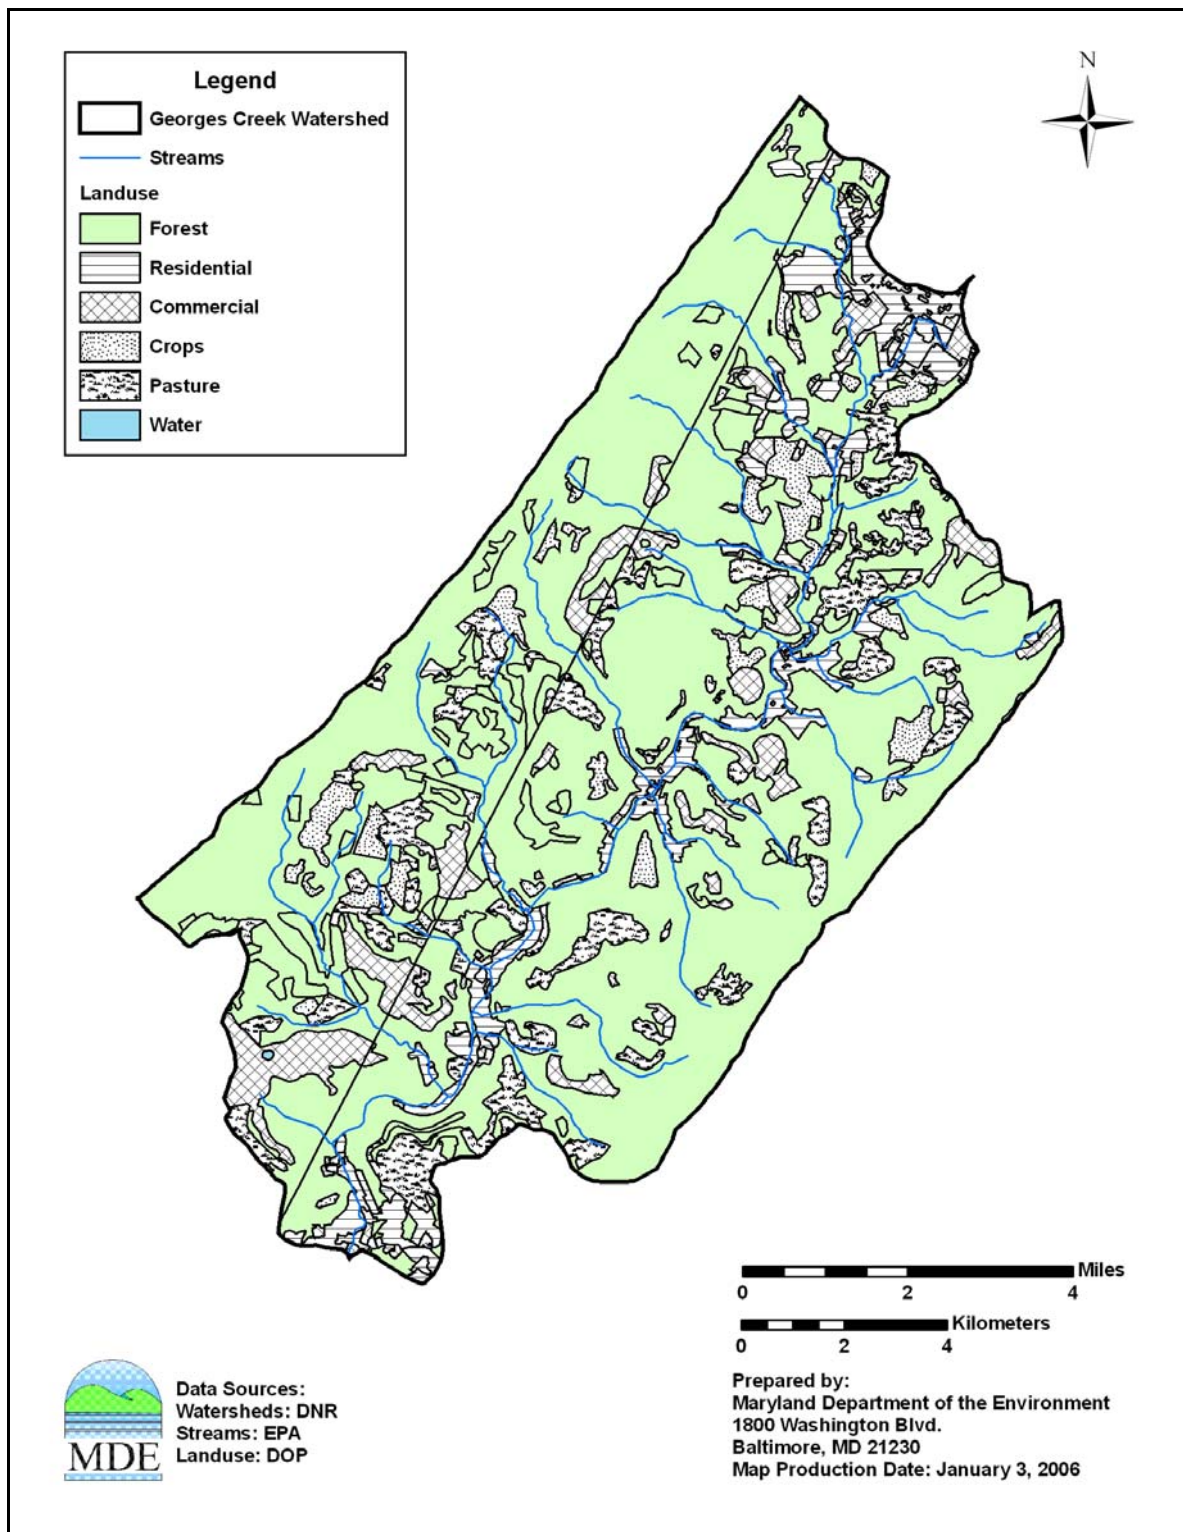 Legend
Georges Creek Watershed
Streams
Landuse
Forest
Residential
Commercial
Crops
Pasture
Water
N
Miles
0 2 4
Kilometers
0 2 4
MDE
Data Sources:
Watersheds: DNR
Streams: EPA
Landuse: DOP
Prepared by:
Maryland Department of the Environment
1800 Washington Blvd.
Baltimore, MD 21230
Map Production Date: January 3, 2006